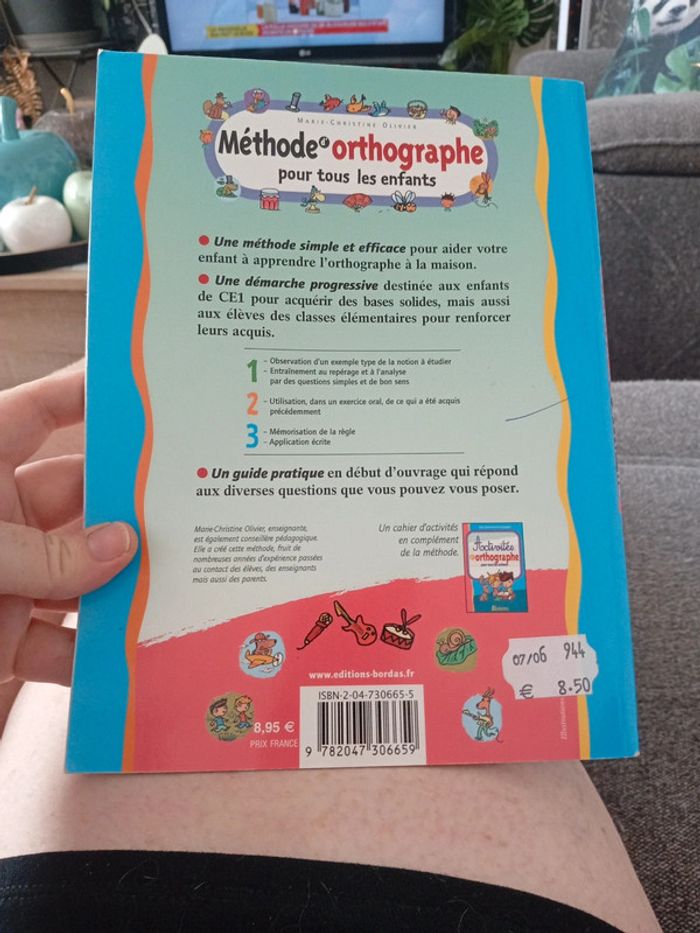 MARIE-CHRISTINE OLIVIER
Méthode d'orthographe
pour tous les enfants
● Une méthode simple et efficace pour aider votre
enfant à apprendre l'orthographe à la maison.
● Une démarche progressive destinée aux enfants
de CE1 pour acquérir des bases solides, mais aussi
aux élèves des classes élémentaires pour renforcer
leurs acquis.
1 – Observation d'un exemple type de la notion à étudier
– Entraînement au repérage et à l'analyse
par des questions simples et de bon sens
2 – Utilisation, dans un exercice oral, de ce qui a été acquis
précédemment
3 – Mémorisation de la règle
– Application écrite
● Un guide pratique en début d'ouvrage qui répond
aux diverses questions que vous pouvez vous poser.
Marie-Christine Olivier, enseignante,
est également conseillère pédagogique.
Elle a créé cette méthode, fruit de
nombreuses années d'expérience passées
au contact des élèves, des enseignants
mais aussi des parents.
Un cahier d'activités
en complément
de la méthode.
Activités
d'orthographe
Bordas
07/06 944
€ 8.50
www.editions-bordas.fr
ISBN-2-04-730665-5
8,95 €
PRIX FRANCE
9 782047 306659
Illustrations
LG